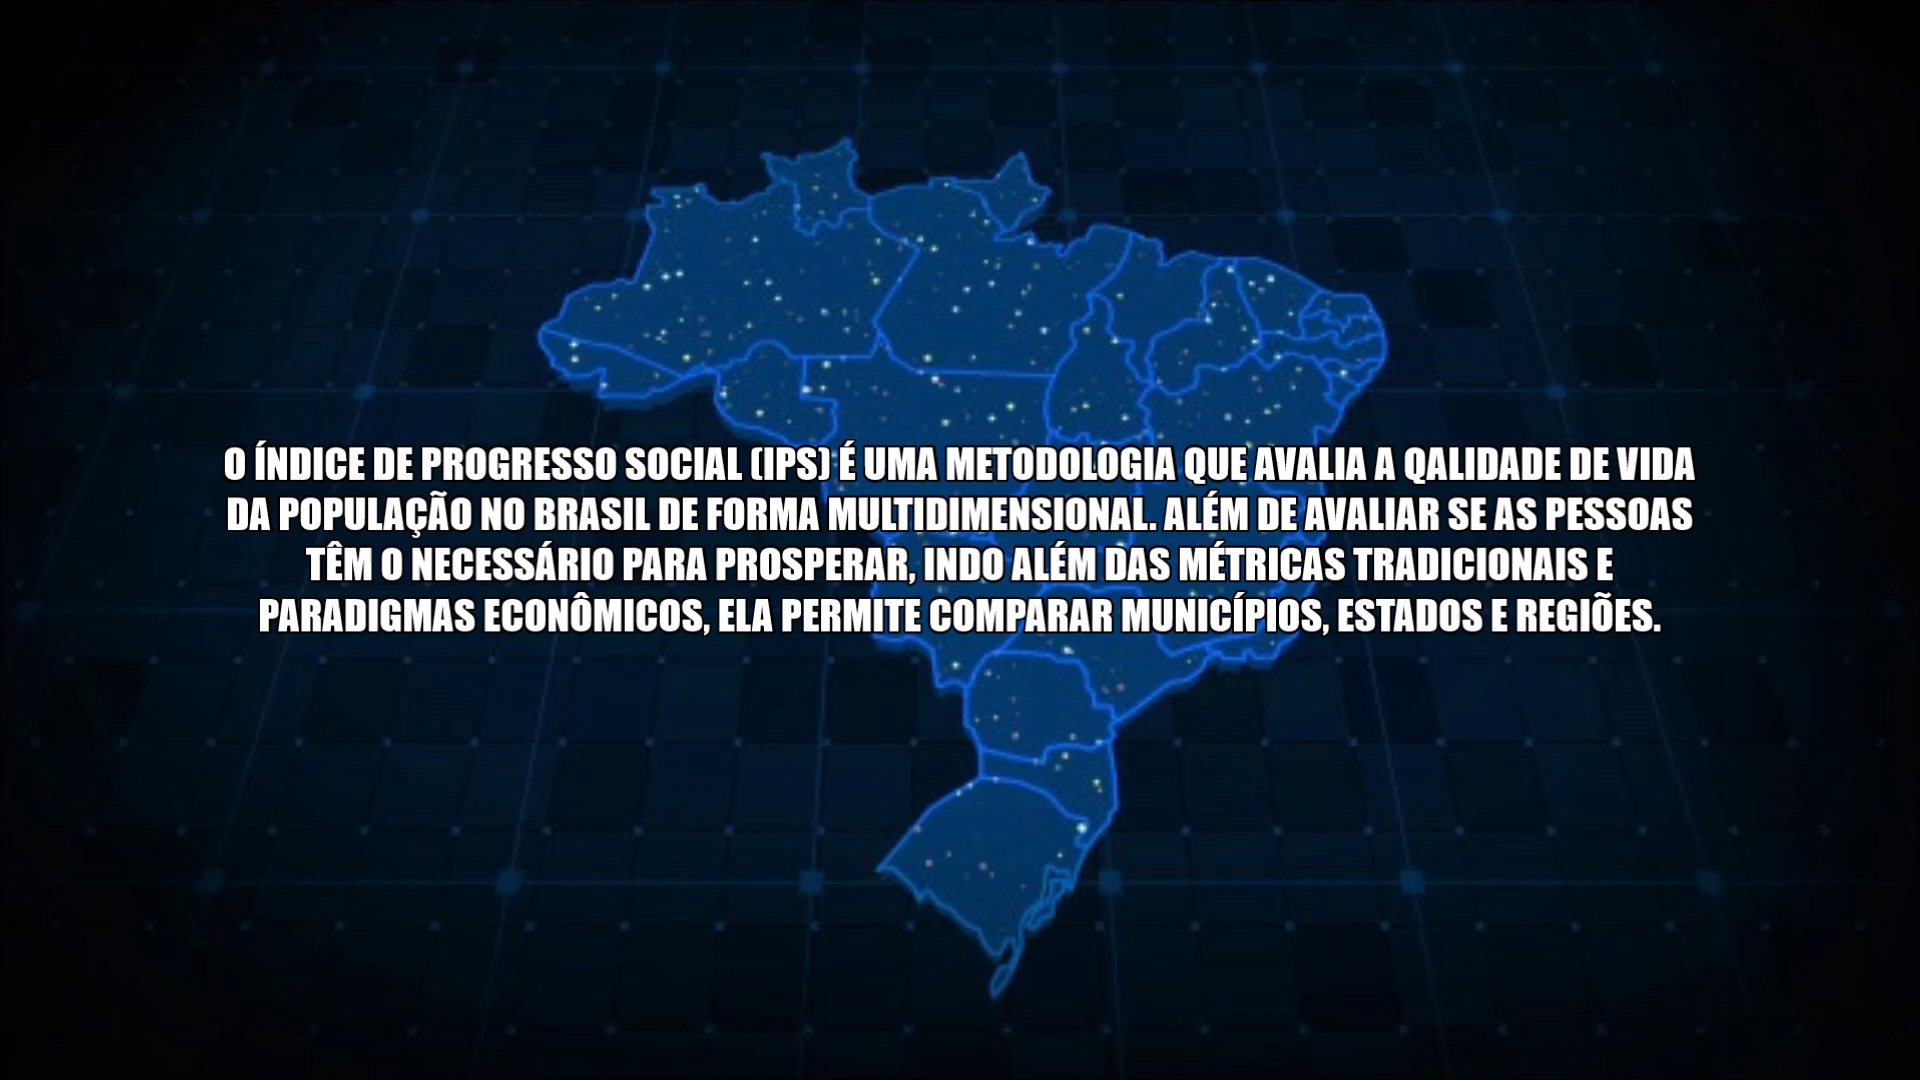 O ÍNDICE DE PROGRESSO SOCIAL (IPS) É UMA METODOLOGIA QUE AVALIA A QALIDADE DE VIDA
DA POPULAÇÃO NO BRASIL DE FORMA MULTIDIMENSIONAL. ALÉM DE AVALIAR SE AS PESSOAS
TÊM O NECESSÁRIO PARA PROSPERAR, INDO ALÉM DAS MÉTRICAS TRADICIONAIS E
PARADIGMAS ECONÔMICOS, ELA PERMITE COMPARAR MUNICÍPIOS, ESTADOS E REGIÕES.